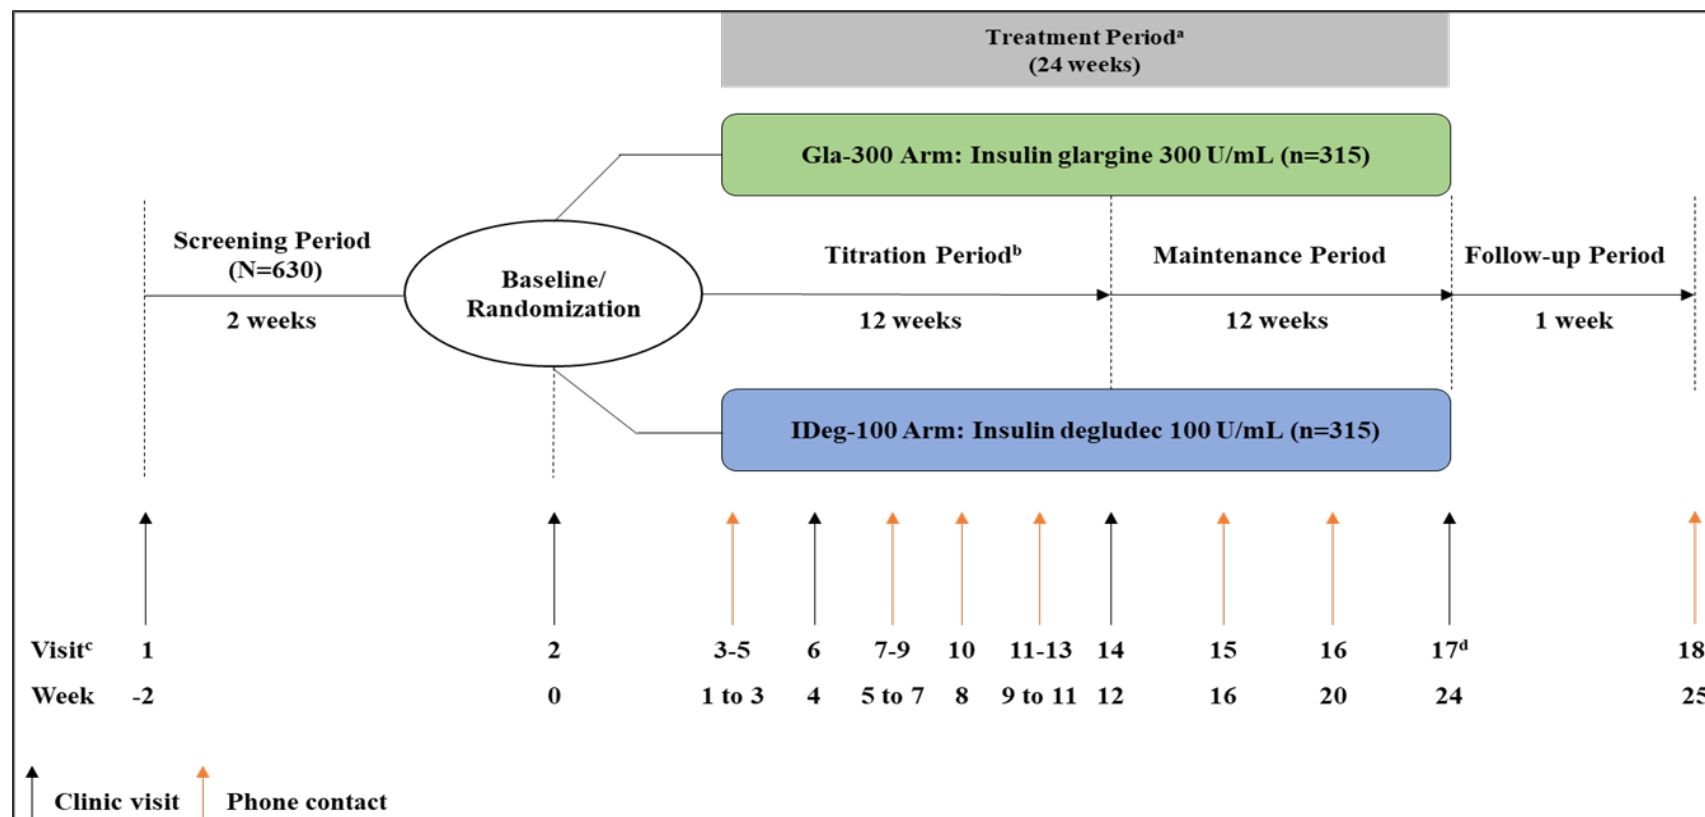 Treatment Periodᵃ
(24 weeks)
Gla-300 Arm: Insulin glargine 300 U/mL (n=315)
Screening Period
(N=630)
2 weeks
Baseline/
Randomization
Titration Periodᵇ
12 weeks
Maintenance Period
12 weeks
Follow-up Period
1 week
IDeg-100 Arm: Insulin degludec 100 U/mL (n=315)
Visitᶜ 1 2 3-5 6 7-9 10 11-13 14 15 16 17ᵈ 18
Week -2 0 1 to 3 4 5 to 7 8 9 to 11 12 16 20 24 25
Clinic visit Phone contact